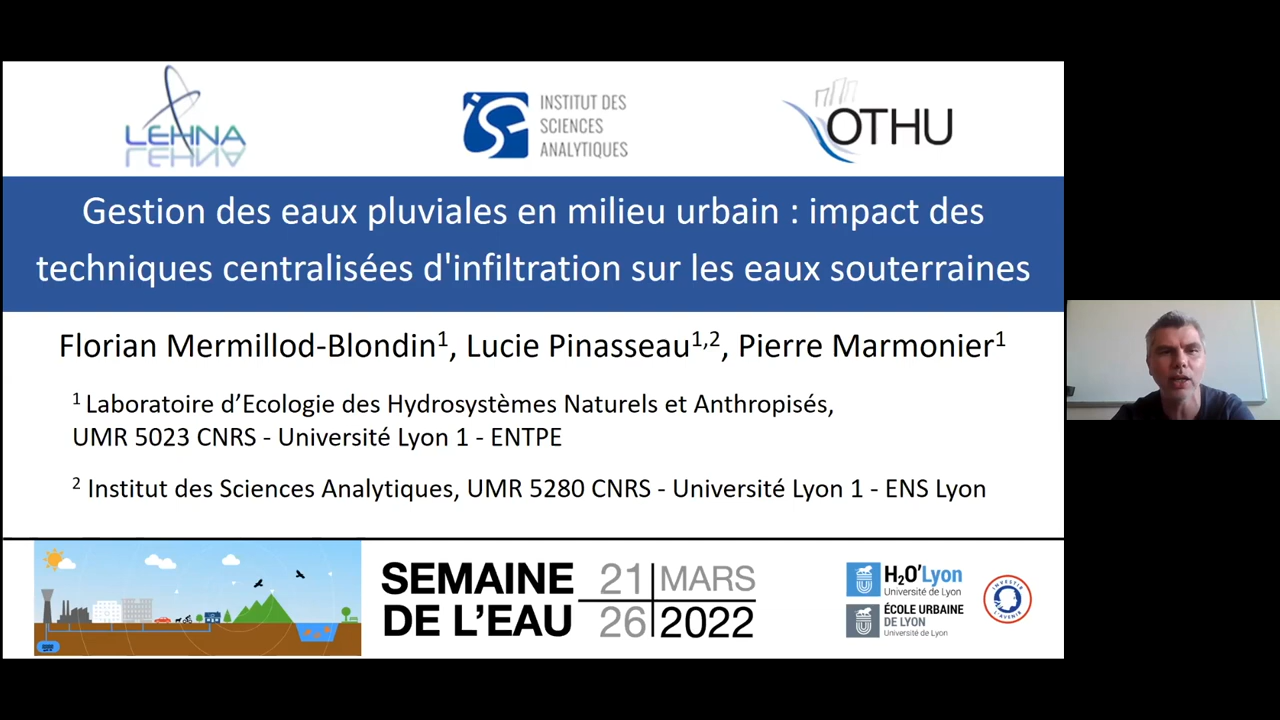 LEHNA
INSTITUT DES
SCIENCES
ANALYTIQUES
OTHU
Gestion des eaux pluviales en milieu urbain : impact des
techniques centralisées d'infiltration sur les eaux souterraines
Florian Mermillod-Blondin¹, Lucie Pinasseau¹,², Pierre Marmonier¹
¹ Laboratoire d’Ecologie des Hydrosystèmes Naturels et Anthropisés,
UMR 5023 CNRS - Université Lyon 1 - ENTPE
² Institut des Sciences Analytiques, UMR 5280 CNRS - Université Lyon 1 - ENS Lyon
SEMAINE
DE L'EAU
21 MARS
26 2022
H₂O'Lyon
Université de Lyon
ÉCOLE URBAINE
DE LYON
Université de Lyon
INVESTIR
L'AVENIR